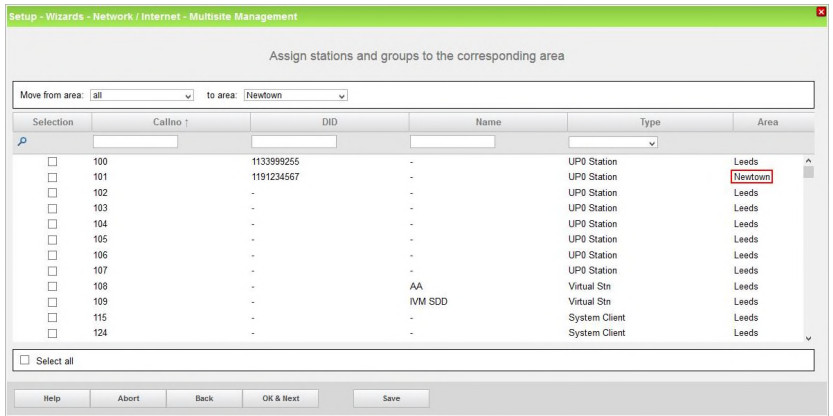 Setup - Wizards - Network / Internet - Multisite Management
Assign stations and groups to the corresponding area
Move from area: all to area: Newtown
Selection Callno ↑ DID Name Type Area
100 1133999255 - UP0 Station Leeds
101 1191234567 - UP0 Station Newtown
102 - - UP0 Station Leeds
103 - - UP0 Station Leeds
104 - - UP0 Station Leeds
105 - - UP0 Station Leeds
106 - - UP0 Station Leeds
107 - - UP0 Station Leeds
108 - AA Virtual Stn Leeds
109 - IVM SDD Virtual Stn Leeds
115 - - System Client Leeds
124 - - System Client Leeds
Select all
Help Abort Back OK & Next Save